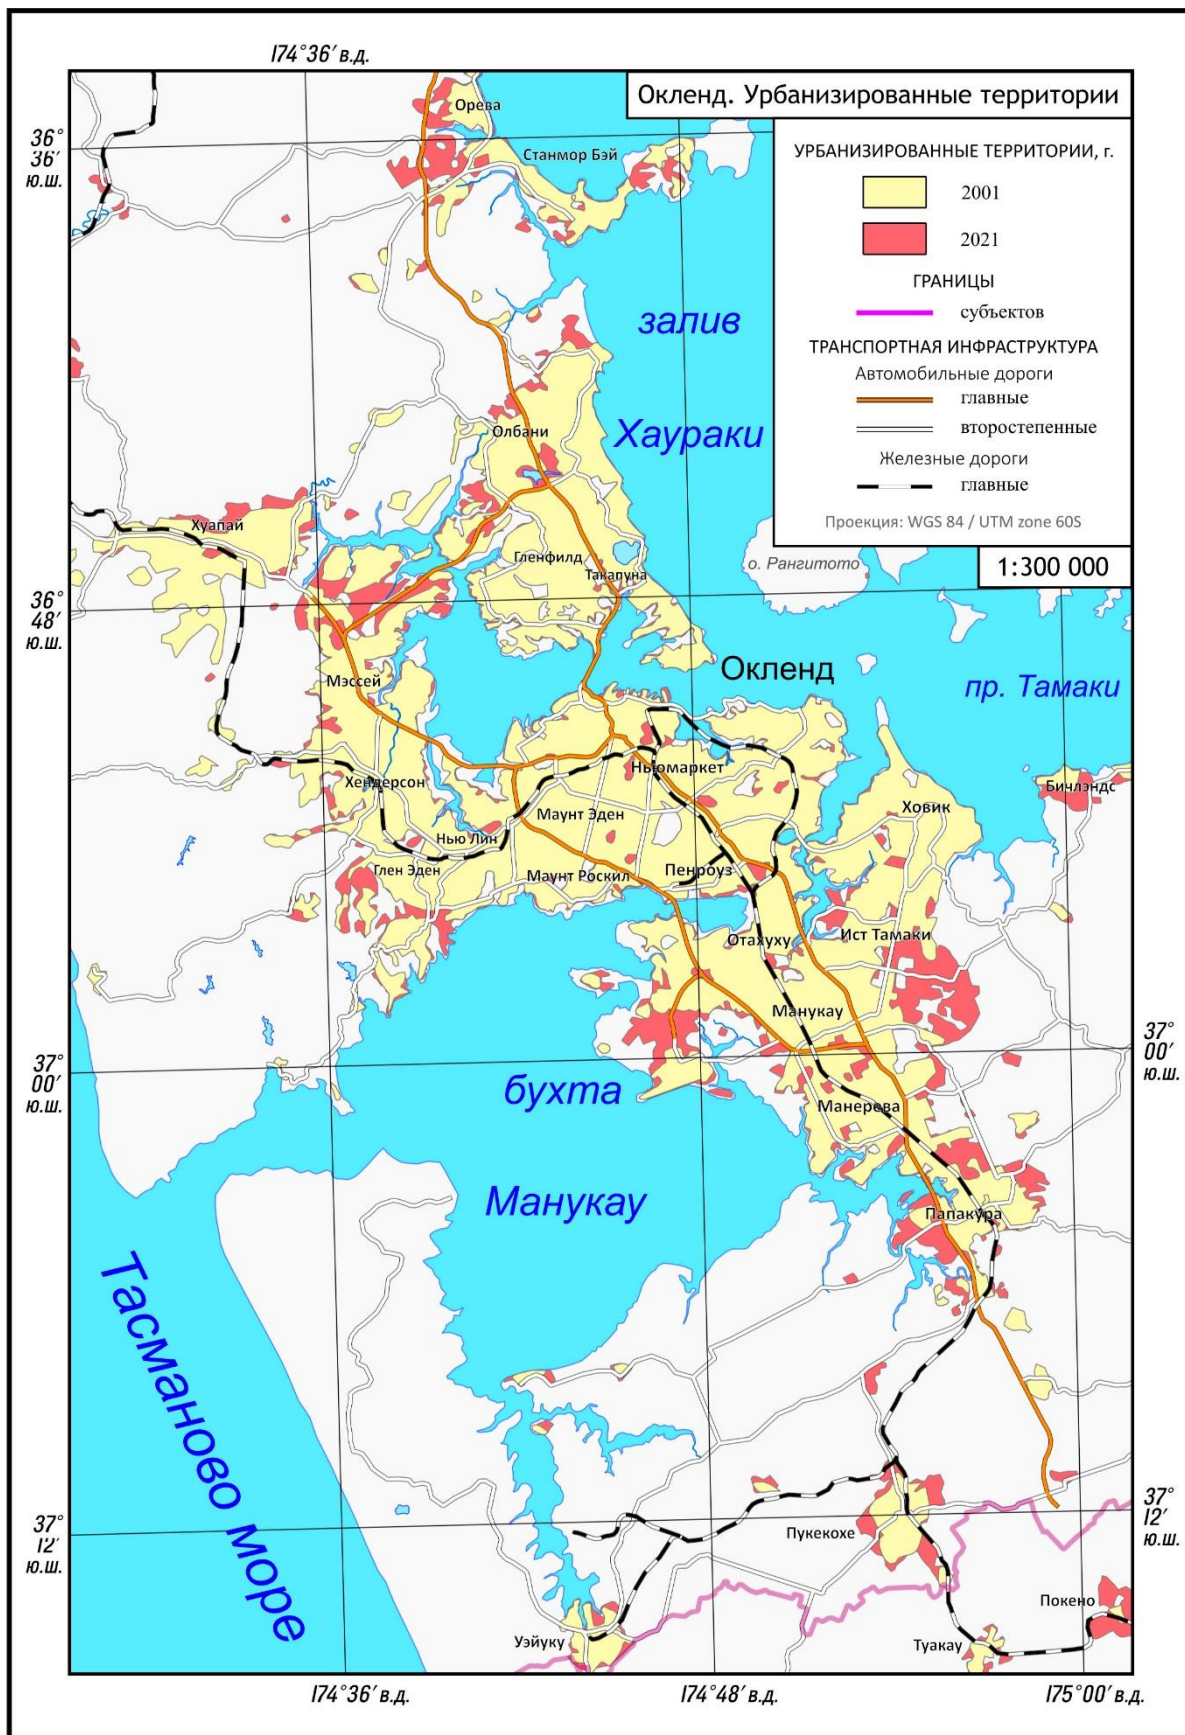 174°36′ в.д.
Окленд. Урбанизированные территории
УРБАНИЗИРОВАННЫЕ ТЕРРИТОРИИ, г.
2001
2021
ГРАНИЦЫ
субъектов
ТРАНСПОРТНАЯ ИНФРАСТРУКТУРА
Автомобильные дороги
главные
второстепенные
Железные дороги
главные
Проекция: WGS 84 / UTM zone 60S
1:300 000
36°
36′
ю.ш.
Орева
Станмор Бэй
залив
Хаураки
Олбани
Хуапай
Гленфилд
Такапуна
о. Рангитото
36°
48′
ю.ш.
Мэссей
Окленд
пр. Тамаки
Ньюмаркет
Хендерсон
Бичлэндс
Ховик
Маунт Эден
Нью Лин
Глен Эден
Маунт Роскил
Пенроуз
Отахуху
Ист Тамаки
Манукау
37°
00′
ю.ш.
37°
00′
ю.ш.
бухта
Манукау
Манерева
Папакура
Тасманово море
37°
12′
ю.ш.
37°
12′
ю.ш.
Пукекохе
Уэйуку
Туакау
Покено
174°36′ в.д.
174°48′ в.д.
175°00′ в.д.